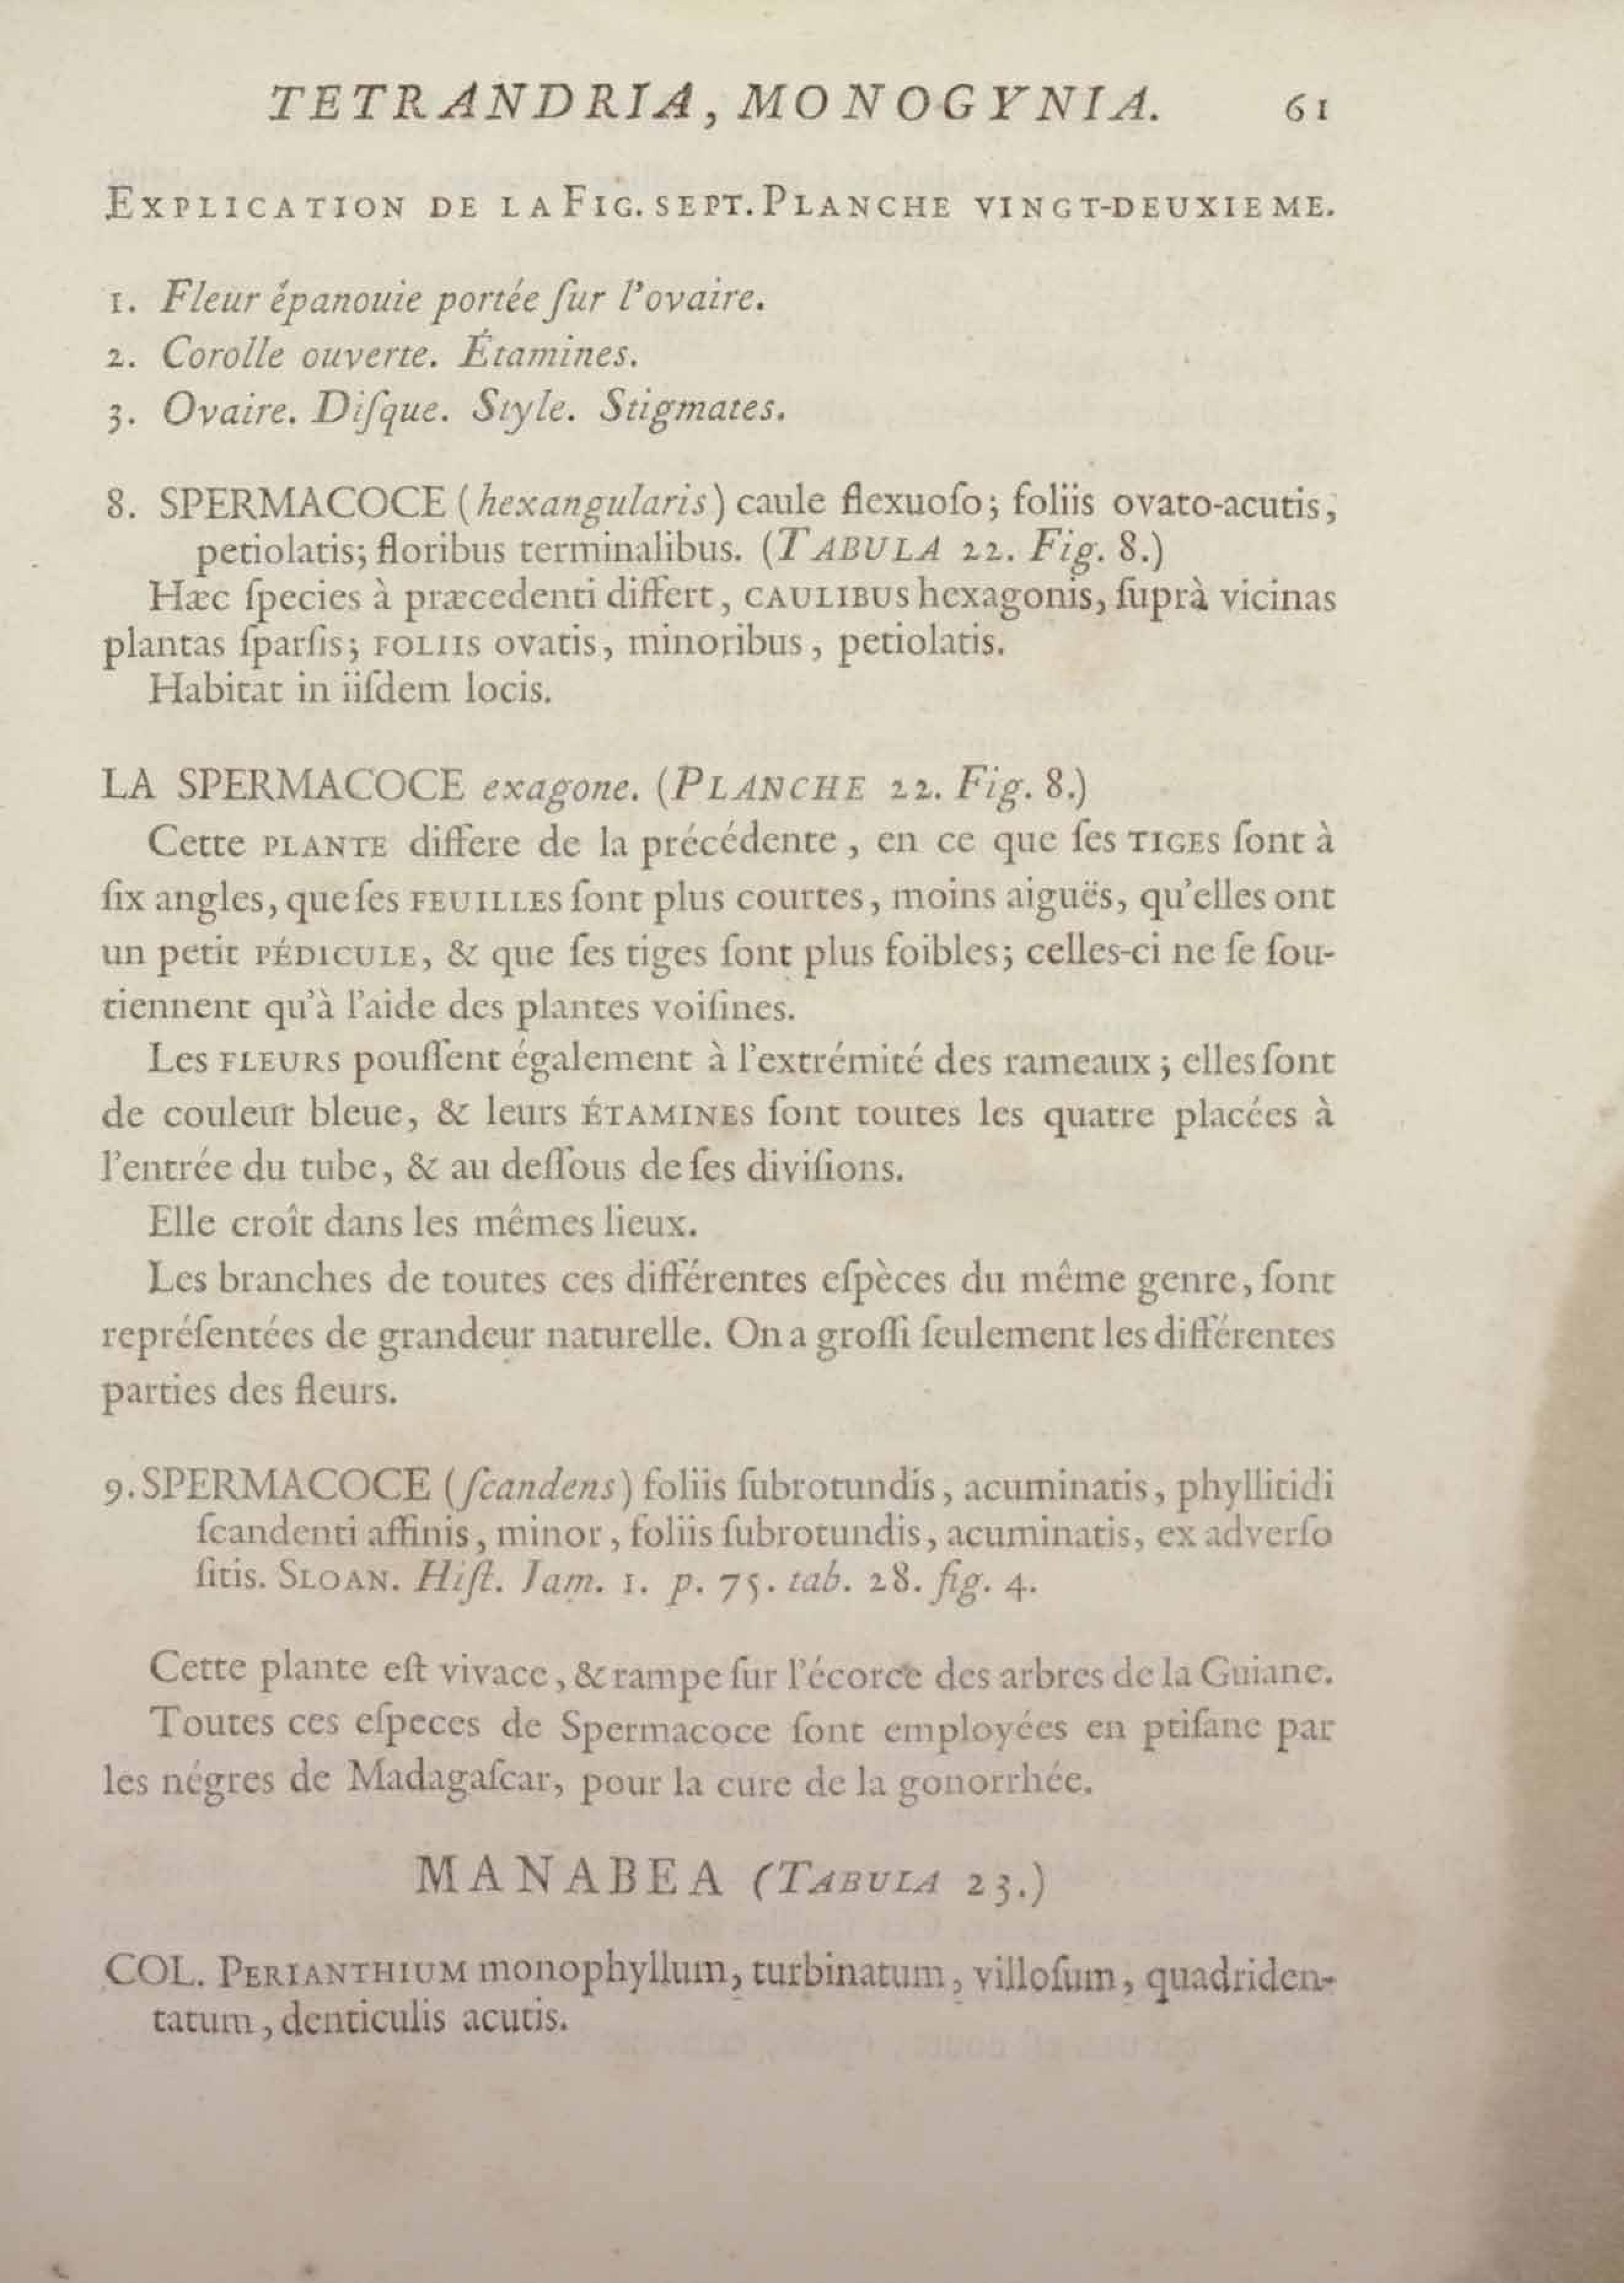 TETRANDRIA, MONOGYNIA. 61
EXPLICATION DE LA FIG. SEPT. PLANCHE VINGT-DEUXIEME.
1. Fleur épanouie portée ſur l'ovaire.
2. Corolle ouverte. Étamines.
3. Ovaire. Diſque. Style. Stigmates.
8. SPERMACOCE (hexangularis) caule flexuoſo; foliis ovato-acutis,
petiolatis; floribus terminalibus. (TABULA 22. Fig. 8.)
Hæc ſpecies à præcedenti differt, CAULIBUS hexagonis, ſuprà vicinas
plantas ſparſis; FOLIIS ovatis, minoribus, petiolatis.
Habitat in iiſdem locis.
LA SPERMACOCE exagone. (PLANCHE 22. Fig. 8.)
Cette PLANTE differe de la précédente, en ce que ſes TIGES ſont à
ſix angles, que ſes FEUILLES ſont plus courtes, moins aiguës, qu'elles ont
un petit PÉDICULE, & que ſes tiges ſont plus foibles; celles-ci ne ſe ſou-
tiennent qu'à l'aide des plantes voiſines.
Les FLEURS pouſſent également à l'extrémité des rameaux; elles ſont
de couleur bleue, & leurs ÉTAMINES ſont toutes les quatre placées à
l'entrée du tube, & au deſſous de ſes diviſions.
Elle croît dans les mêmes lieux.
Les branches de toutes ces différentes eſpèces du même genre, ſont
repréſentées de grandeur naturelle. On a groſſi ſeulement les différentes
parties des fleurs.
9. SPERMACOCE (ſcandens) foliis ſubrotundis, acuminatis, phyllitidi
ſcandenti affinis, minor, foliis ſubrotundis, acuminatis, ex adverſo
ſitis. SLOAN. Hiſt. Jam. 1. p. 75. tab. 28. fig. 4.
Cette plante eſt vivace, & rampe ſur l'écorce des arbres de la Guiane.
Toutes ces eſpeces de Spermacoce ſont employées en ptiſane par
les négres de Madagaſcar, pour la cure de la gonorrhée.
MANABEA (TABULA 23.)
COL. PERIANTHIUM monophyllum, turbinatum, villoſum, quadriden-
tatum, denticulis acutis.